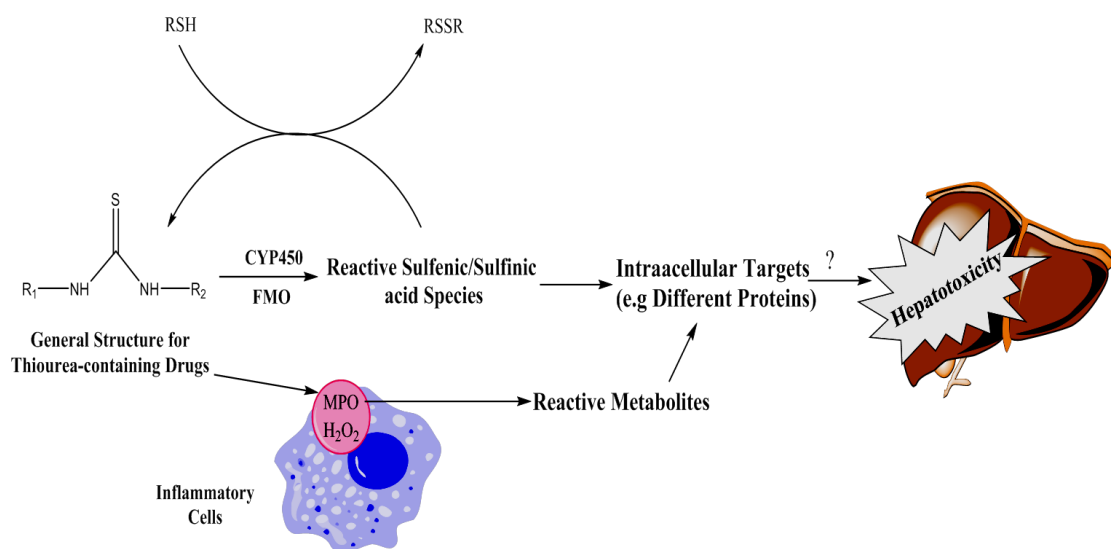 RSH
RSSR
S
R₁ NH NH R₂
CYP450
FMO
Reactive Sulfenic/Sulfinic
acid Species
Intraacellular Targets
(e.g Different Proteins)
?
Hepatotoxicity
General Structure for
Thiourea-containing Drugs
MPO
H₂O₂
Reactive Metabolites
Inflammatory
Cells